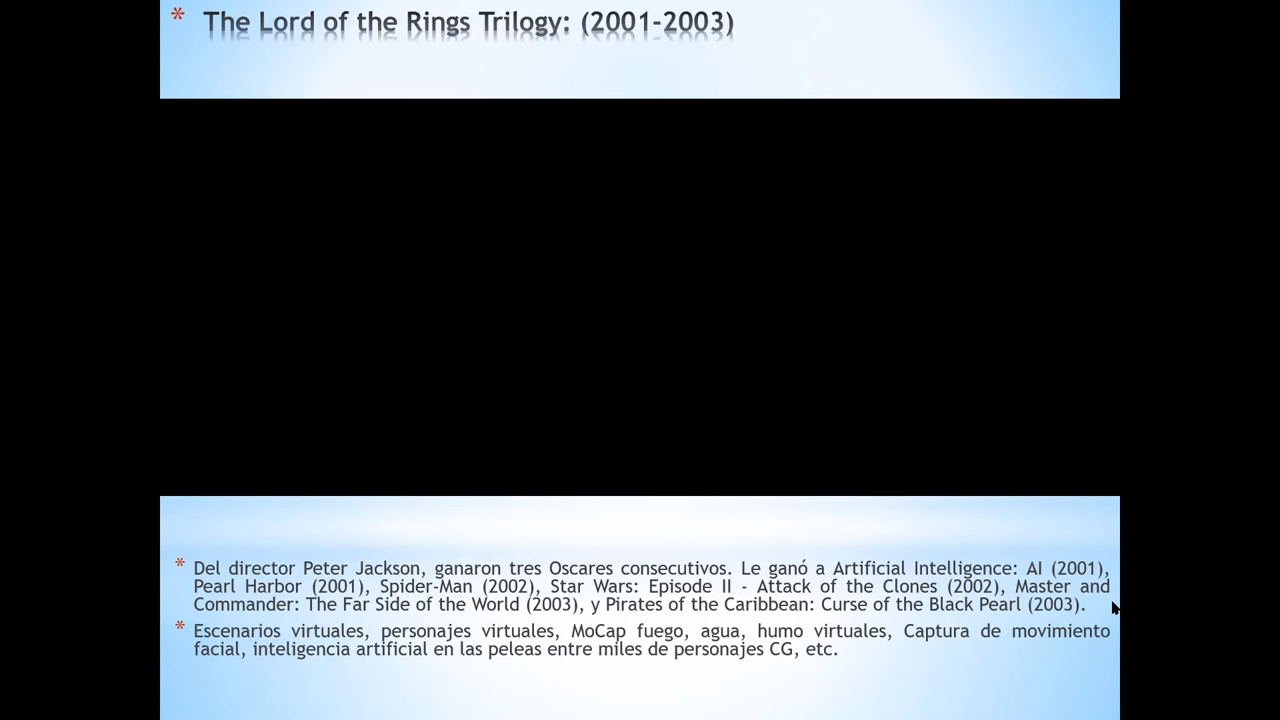 * The Lord of the Rings Trilogy: (2001-2003)
* Del director Peter Jackson, ganaron tres Oscares consecutivos. Le ganó a Artificial Intelligence: AI (2001),
Pearl Harbor (2001), Spider-Man (2002), Star Wars: Episode II - Attack of the Clones (2002), Master and
Commander: The Far Side of the World (2003), y Pirates of the Caribbean: Curse of the Black Pearl (2003).
* Escenarios virtuales, personajes virtuales, MoCap fuego, agua, humo virtuales, Captura de movimiento
facial, inteligencia artificial en las peleas entre miles de personajes CG, etc.